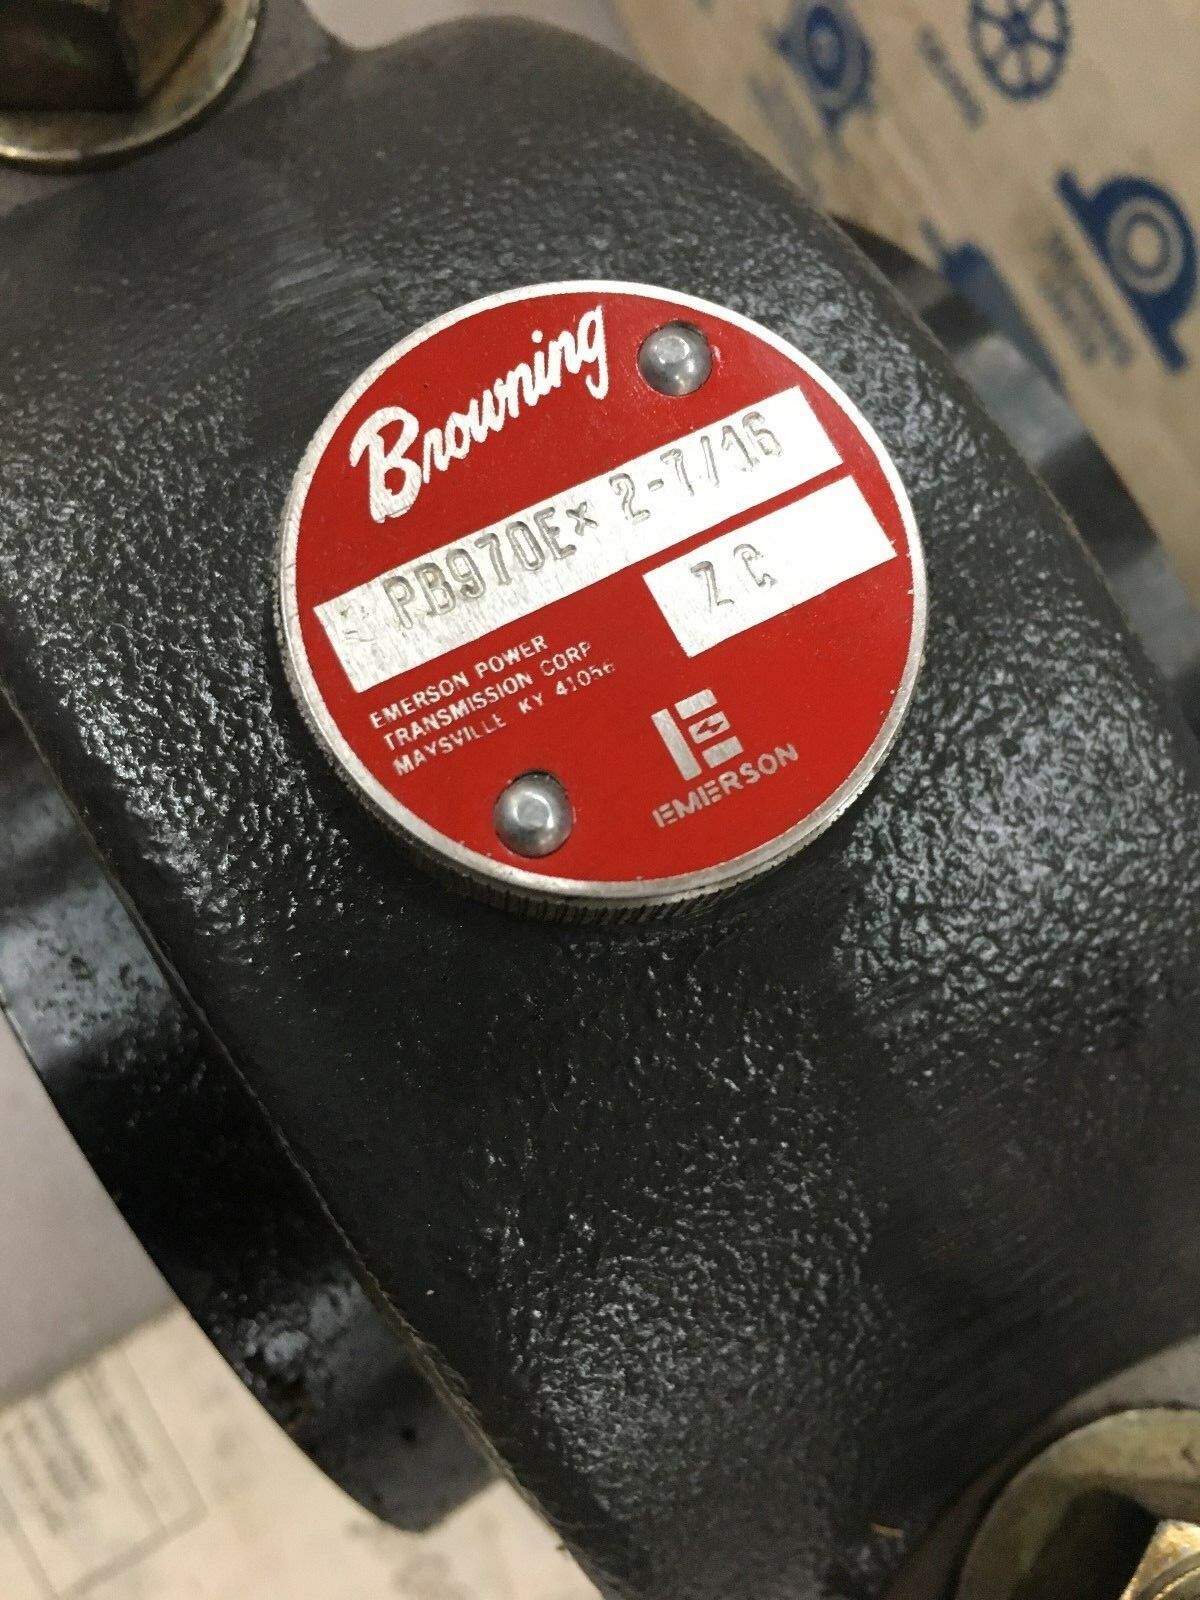 Browning
PB970E× 2-7/16
Z C
EMERSON POWER
TRANSMISSION CORP
MAYSVILLE KY 41056
EMERSON